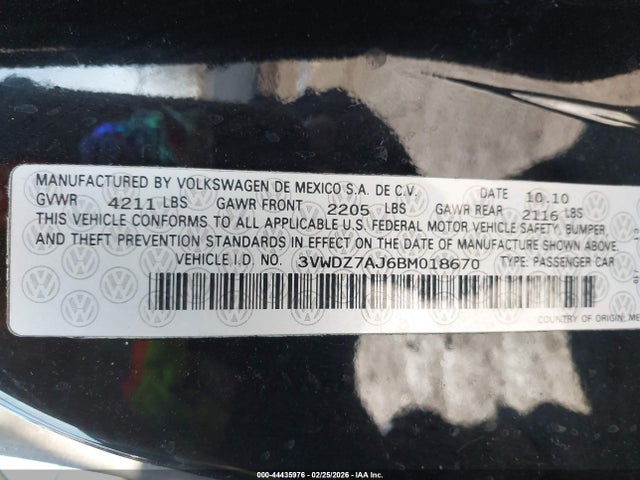 MANUFACTURED BY VOLKSWAGEN DE MEXICO S.A. DE C.V. DATE 10.10
GVWR 4211 LBS GAWR FRONT 2205 LBS GAWR REAR 2116 LBS
THIS VEHICLE CONFORMS TO ALL APPLICABLE U.S. FEDERAL MOTOR VEHICLE SAFETY, BUMPER,
AND THEFT PREVENTION STANDARDS IN EFFECT ON THE DATE OF MANUFACTURE SHOWN ABOVE.
VEHICLE I.D. NO. 3VWDZ7AJ6BM018670 TYPE: PASSENGER CAR
COUNTRY OF ORIGIN: ME
000-44435976 | 02/25/2026 - IAA Inc.